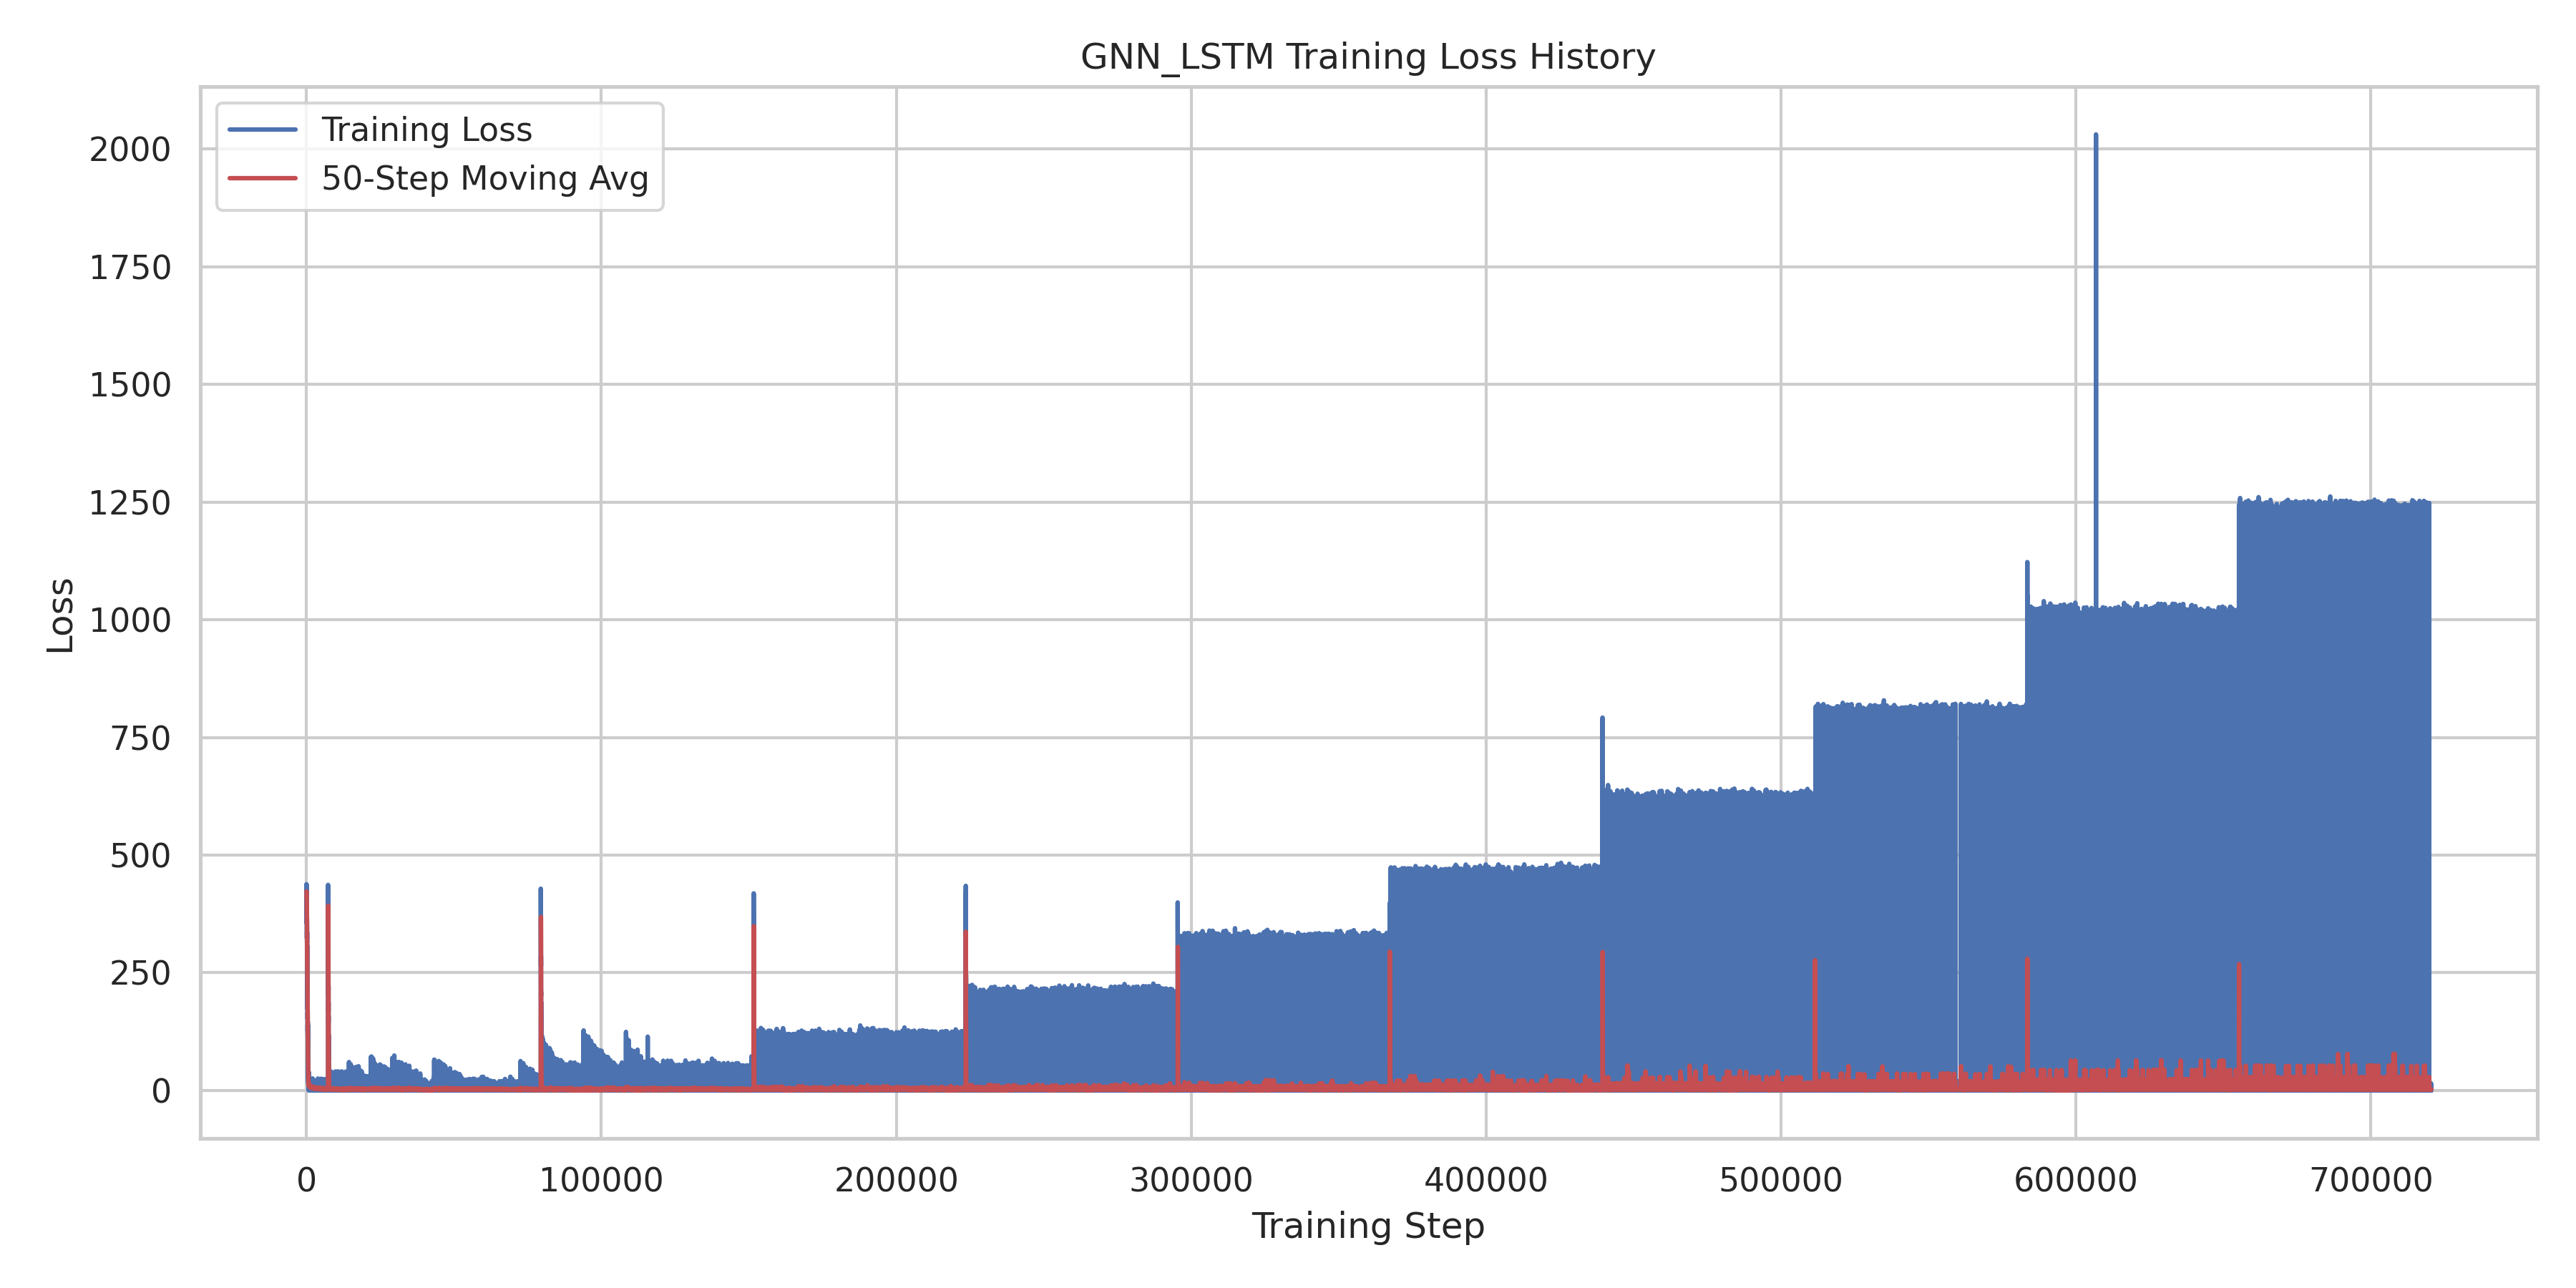 GNN_LSTM Training Loss History
Training Loss
50-Step Moving Avg
2000
1750
1500
1250
1000
750
500
250
0
Loss
0 100000 200000 300000 400000 500000 600000 700000
Training Step